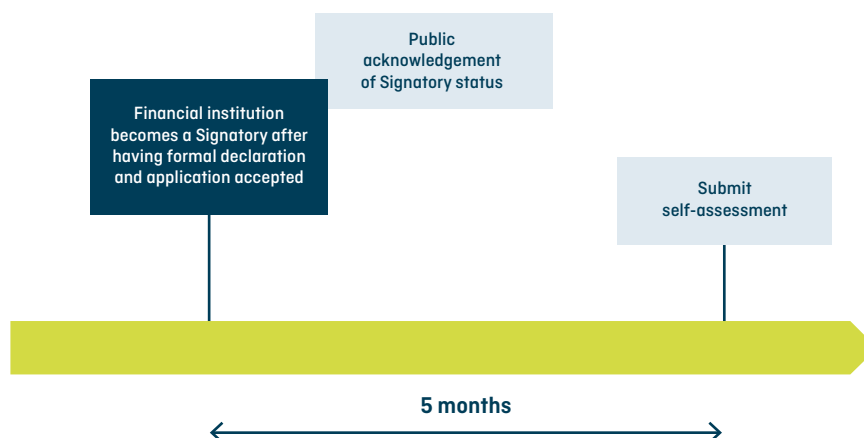 Public
acknowledgement
of Signatory status
Financial institution
becomes a Signatory after
having formal declaration
and application accepted
Submit
self-assessment
5 months